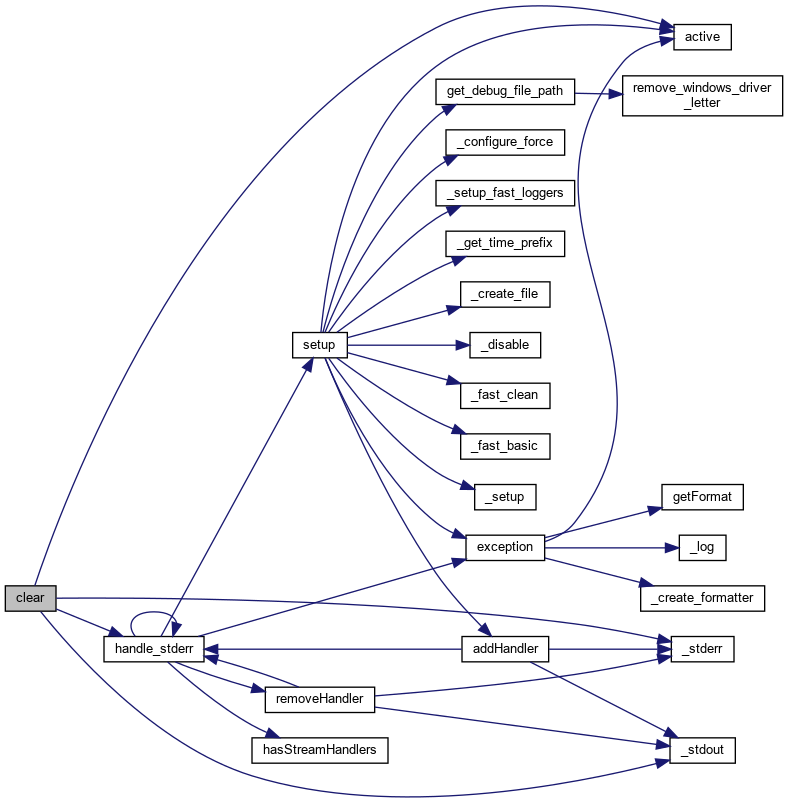 active
get_debug_file_path
remove_windows_driver
_letter
_configure_force
_setup_fast_loggers
_get_time_prefix
_create_file
setup
_disable
_fast_clean
_fast_basic
_setup
getFormat
exception
_log
clear
_create_formatter
handle_stderr
addHandler
_stderr
removeHandler
hasStreamHandlers
_stdout